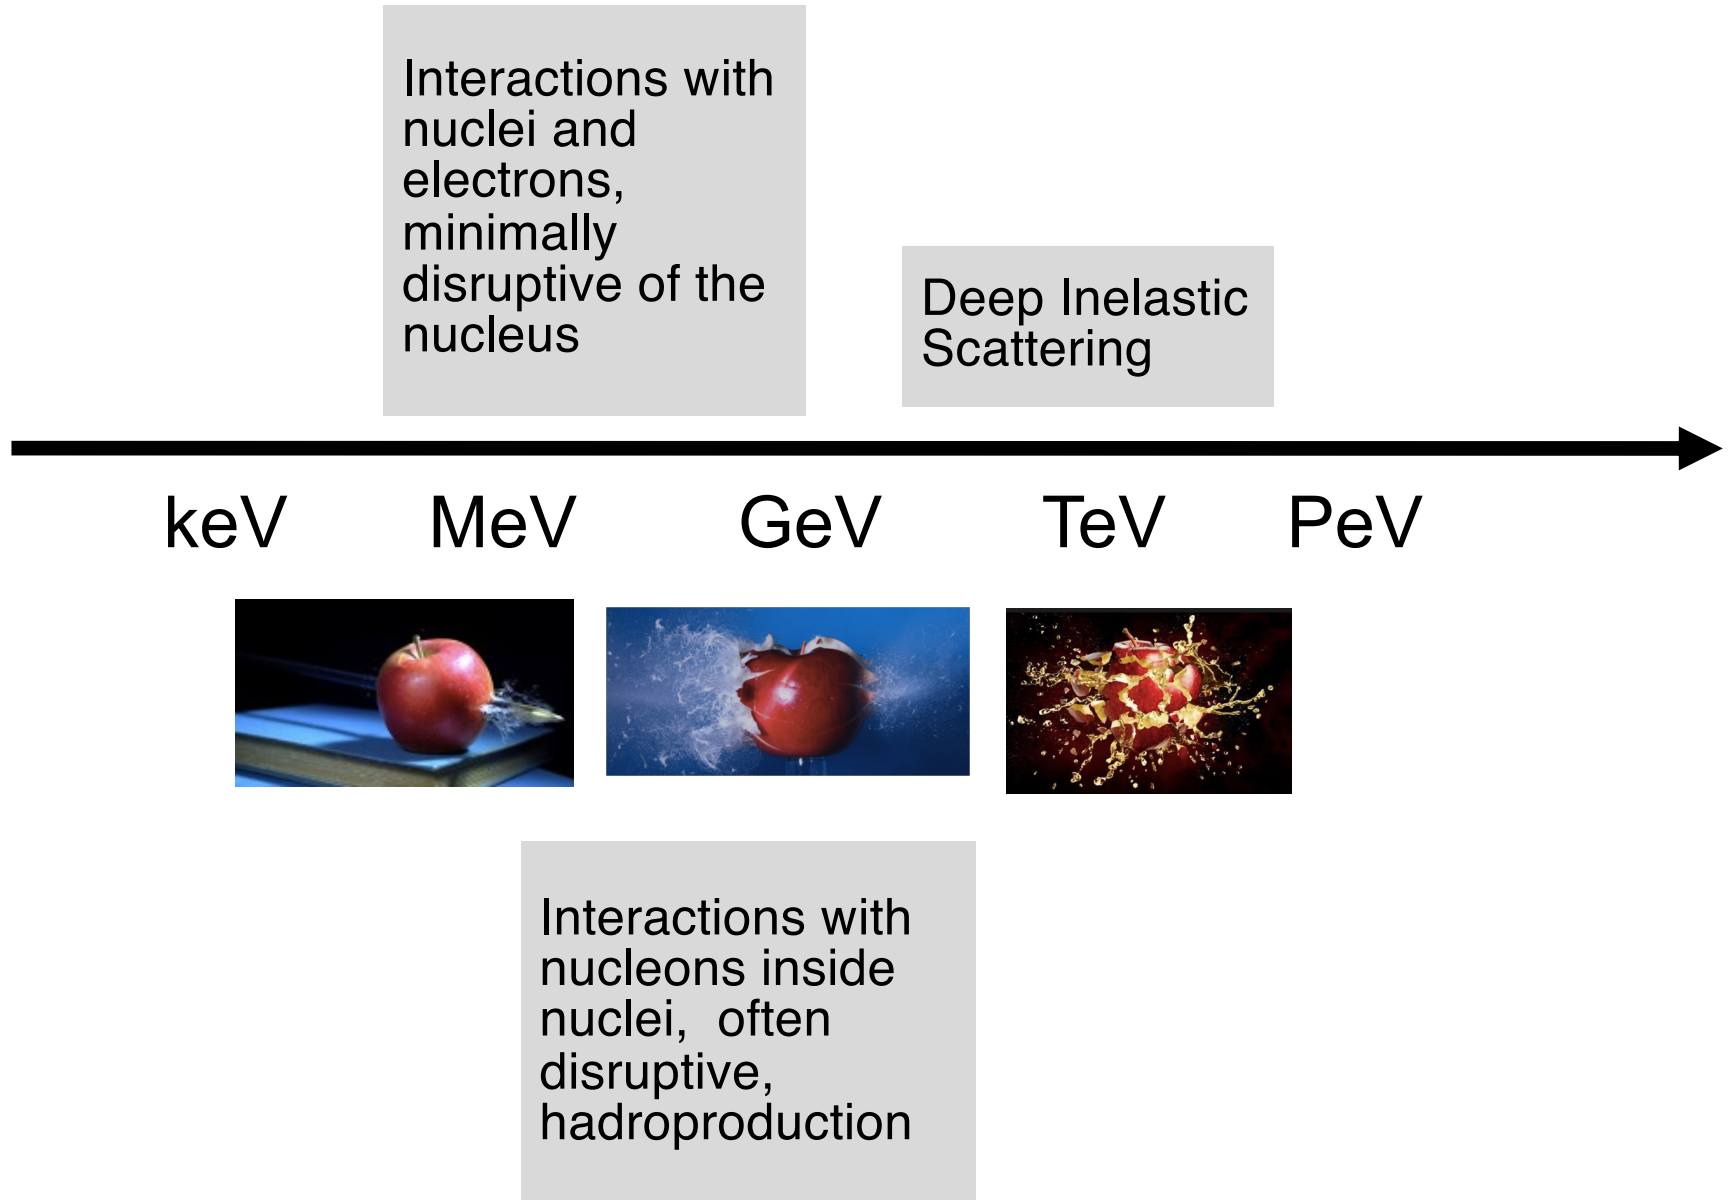 Interactions with
nuclei and
electrons,
minimally
disruptive of the
nucleus
Deep Inelastic
Scattering
keV MeV GeV TeV PeV
Interactions with
nucleons inside
nuclei,  often
disruptive,
hadroproduction